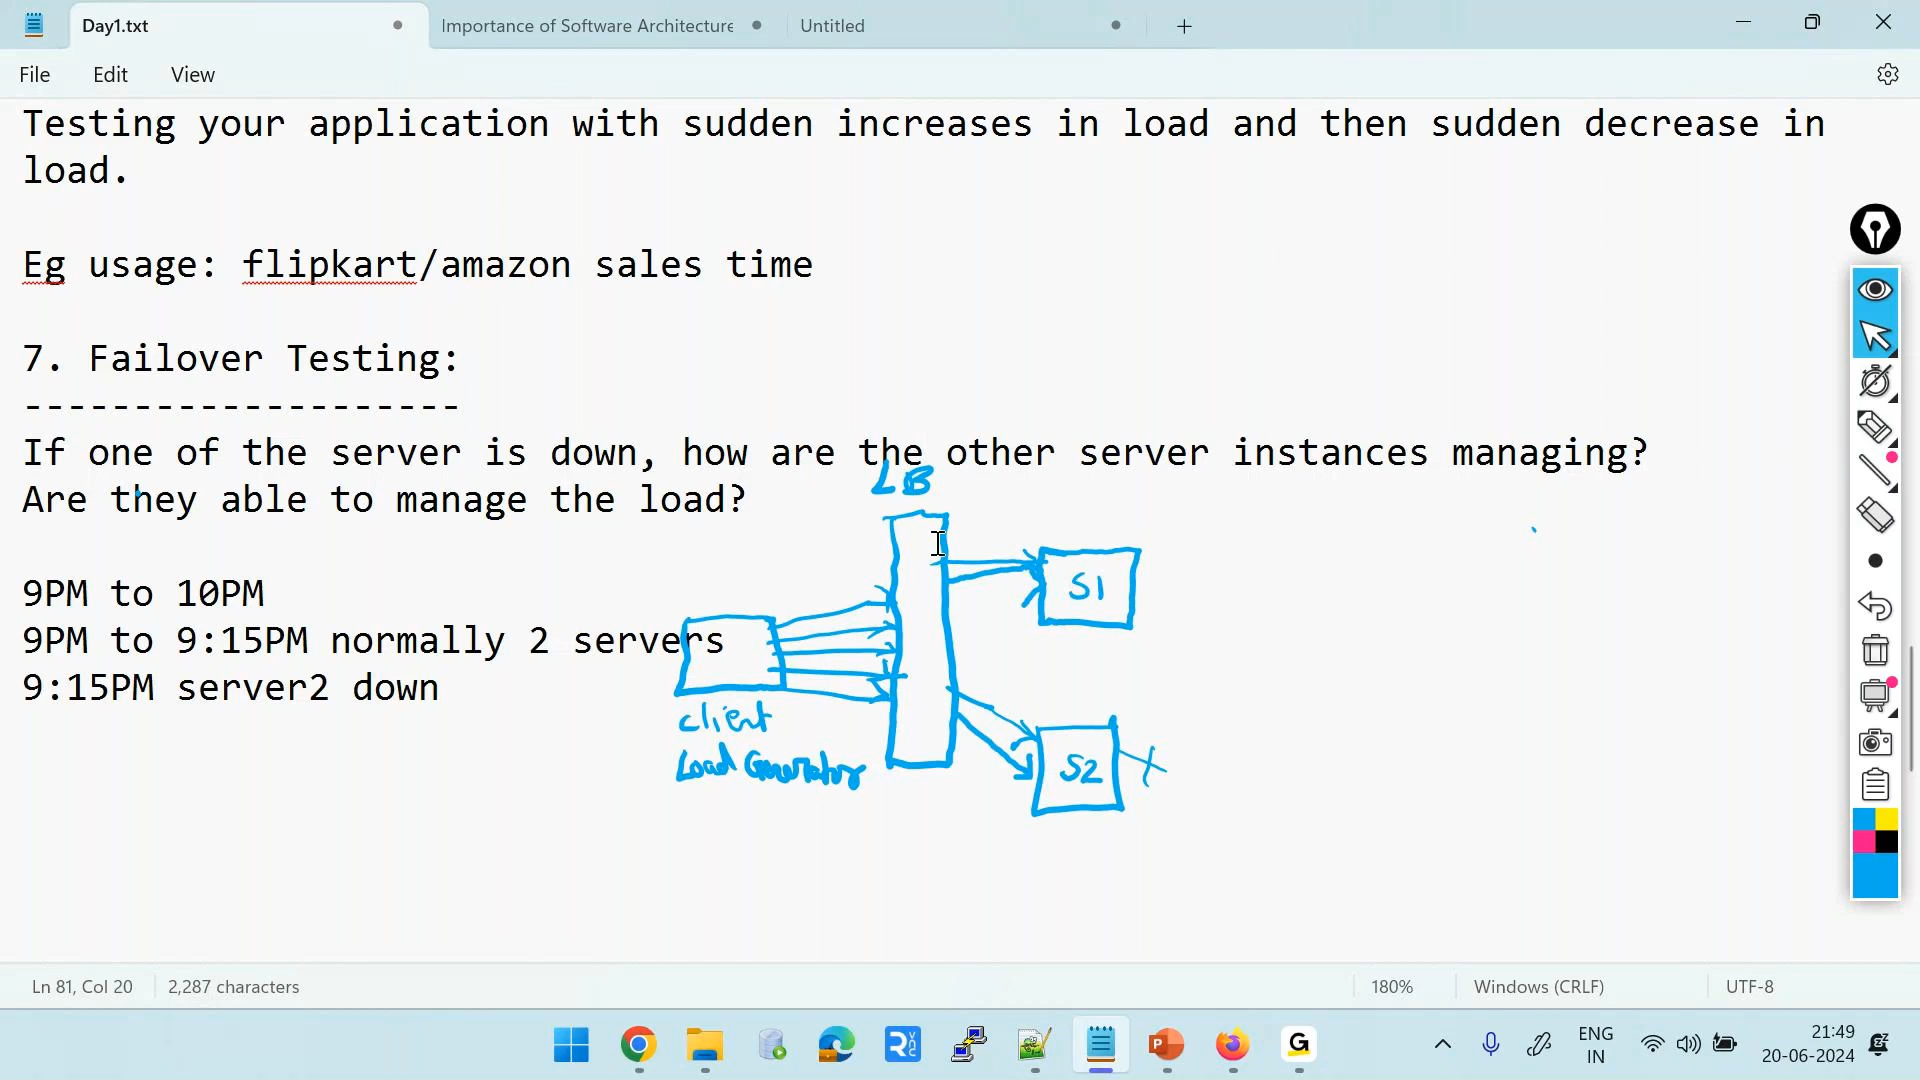 Day1.txt
Importance of Software Architecture
Untitled
File Edit View
Testing your application with sudden increases in load and then sudden decrease in
load.
Eg usage: flipkart/amazon sales time
7. Failover Testing:
--------------------
If one of the server is down, how are the other server instances managing?
Are they able to manage the load?
LB
9PM to 10PM
S1
9PM to 9:15PM normally 2 servers
9:15PM server2 down
client
Load Generator
S2
Ln 81, Col 20
2,287 characters
180%
Windows (CRLF)
UTF-8
ENG
IN
21:49
20-06-2024